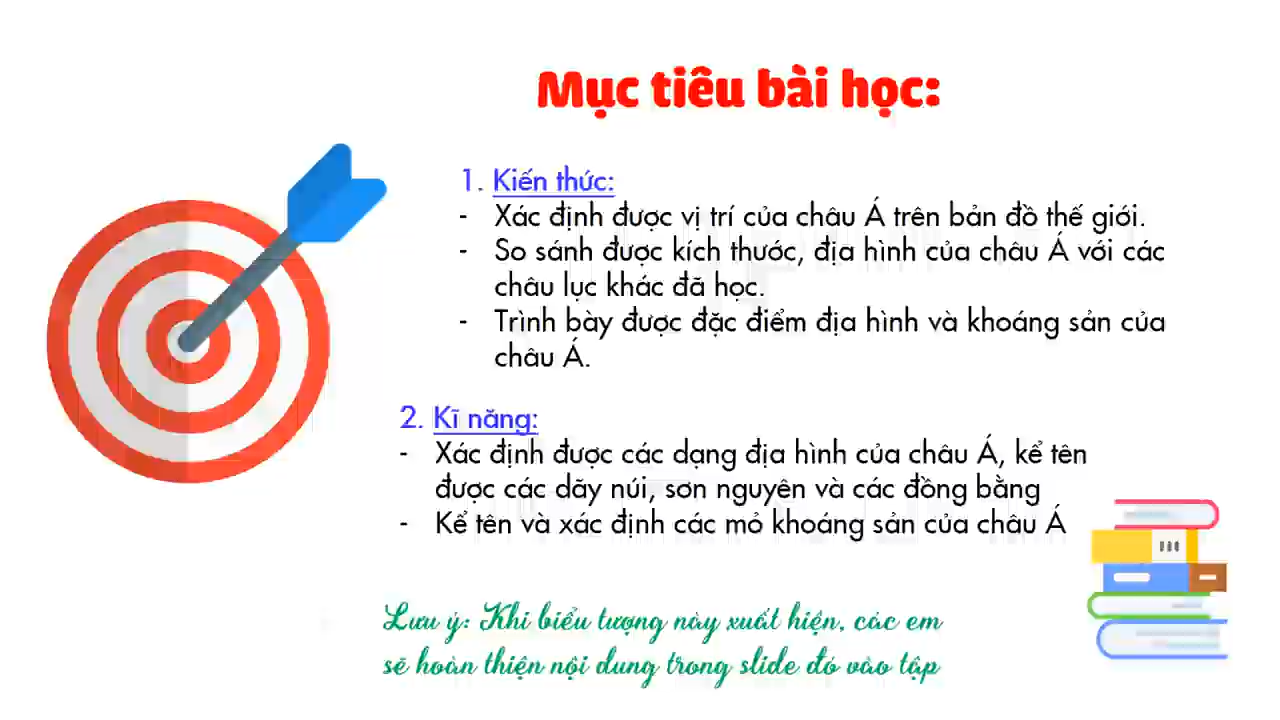 Mục tiêu bài học:
1. Kiến thức:
- Xác định được vị trí của châu Á trên bản đồ thế giới.
- So sánh được kích thước, địa hình của châu Á với các
châu lục khác đã học.
- Trình bày được đặc điểm địa hình và khoáng sản của
châu Á.
2. Kĩ năng:
- Xác định được các dạng địa hình của châu Á, kể tên
được các dãy núi, sơn nguyên và các đồng bằng
- Kể tên và xác định các mỏ khoáng sản của châu Á
Lưu ý: Khi biểu tượng này xuất hiện, các em
sẽ hoàn thiện nội dung trong slide đó vào tập